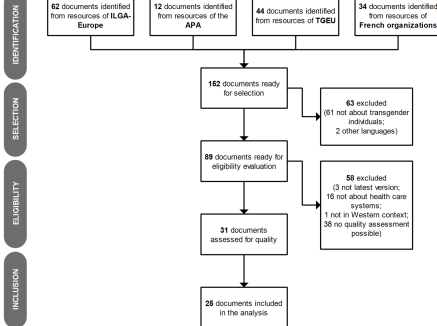 IDENTIFICATION
62 documents identified
from resources of ILGA-
Europe
12 documents identified
from resources of the
APA
44 documents identified
from resources of TGEU
34 documents identified
from resources of
French organizations
SELECTION
152 documents ready
for selection
63 excluded
(61 not about transgender
individuals;
2 other languages)
ELIGIBILITY
89 documents ready for
eligibility evaluation
58 excluded
(3 not latest version;
16 not about health care
systems;
1 not in Western context;
38 no quality assessment
possible)
31 documents
assessed for quality
INCLUSION
25 documents included
in the analysis